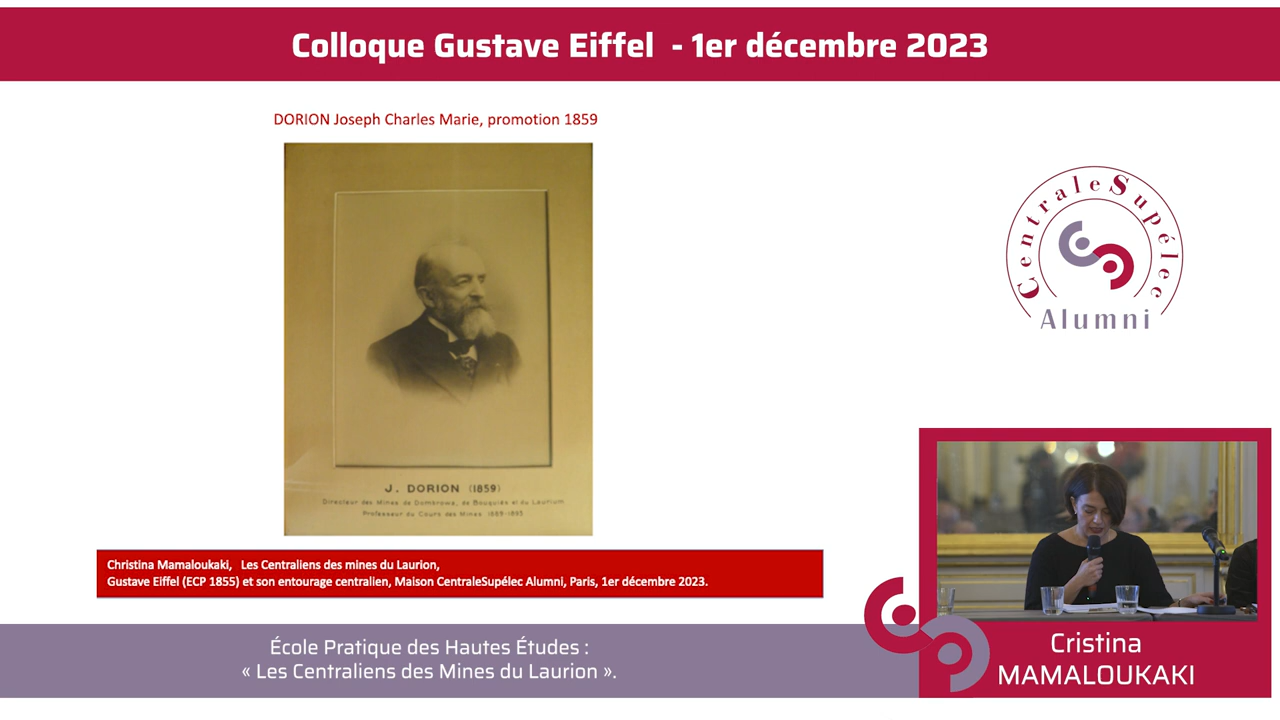 Colloque Gustave Eiffel - 1er décembre 2023
DORION Joseph Charles Marie, promotion 1859
J. DORION (1859)
Directeur des Mines de Dombrowa, de Bouquiès et du Laurium
Professeur du Cours des Mines 1889-1895
CentraleSupélec
Alumni
Christina Mamaloukaki, Les Centraliens des mines du Laurion,
Gustave Eiffel (ECP 1855) et son entourage centralien, Maison CentraleSupélec Alumni, Paris, 1er décembre 2023.
École Pratique des Hautes Études :
« Les Centraliens des Mines du Laurion ».
Cristina
MAMALOUKAKI